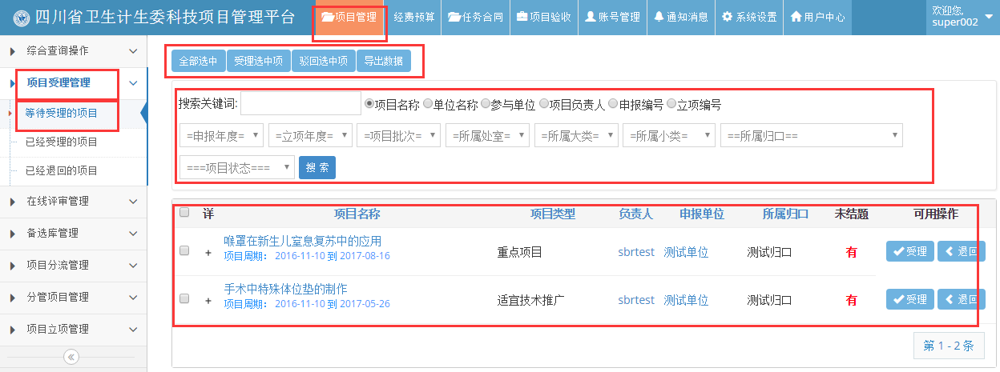 四川省卫生计生委科技项目管理平台 项目管理 经费预算 任务合同 项目验收 账号管理 通知消息 系统设置 用户中心 欢迎您,
super002
综合查询操作
项目受理管理
等待受理的项目
已经受理的项目
已经退回的项目
在线评审管理
备选库管理
项目分流管理
分管项目管理
项目立项管理
全部选中 受理选中项 驳回选中项 导出数据
搜索关键词: 项目名称 单位名称 参与单位 项目负责人 申报编号 立项编号
=申报年度= =立项年度= =项目批次= =所属处室= =所属大类= =所属小类= ==所属归口==
===项目状态=== 搜 索
详 项目名称 项目类型 负责人 申报单位 所属归口 未结题 可用操作
喉罩在新生儿窒息复苏中的应用
项目周期: 2016-11-10 到 2017-08-16
+ 重点项目 sbrtest 测试单位 测试归口 有 受理 退回
手术中特殊体位垫的制作
项目周期: 2016-11-10 到 2017-05-26
+ 适宜技术推广 sbrtest 测试单位 测试归口 有 受理 退回
第 1 - 2 条